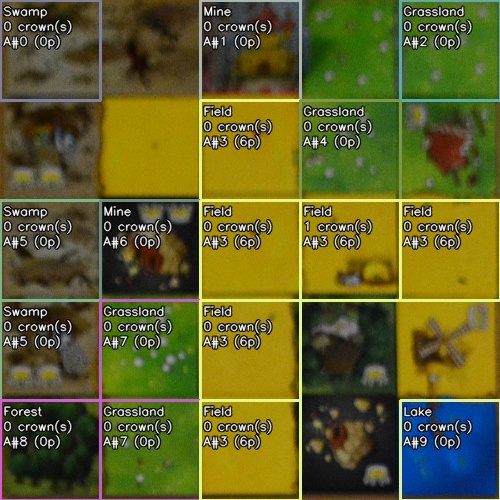 Swamp
0 crown(s)
A#0 (0p)
Mine
0 crown(s)
A#1 (0p)
Grassland
0 crown(s)
A#2 (0p)
Field
0 crown(s)
A#3 (6p)
Grassland
0 crown(s)
A#4 (0p)
Swamp
0 crown(s)
A#5 (0p)
Mine
0 crown(s)
A#6 (0p)
Field
0 crown(s)
A#3 (6p)
Field
1 crown(s)
A#3 (6p)
Field
0 crown(s)
A#3 (6p)
Swamp
0 crown(s)
A#5 (0p)
Grassland
0 crown(s)
A#7 (0p)
Field
0 crown(s)
A#3 (6p)
Forest
0 crown(s)
A#8 (0p)
Grassland
0 crown(s)
A#7 (0p)
Field
0 crown(s)
A#3 (6p)
Lake
0 crown(s)
A#9 (0p)